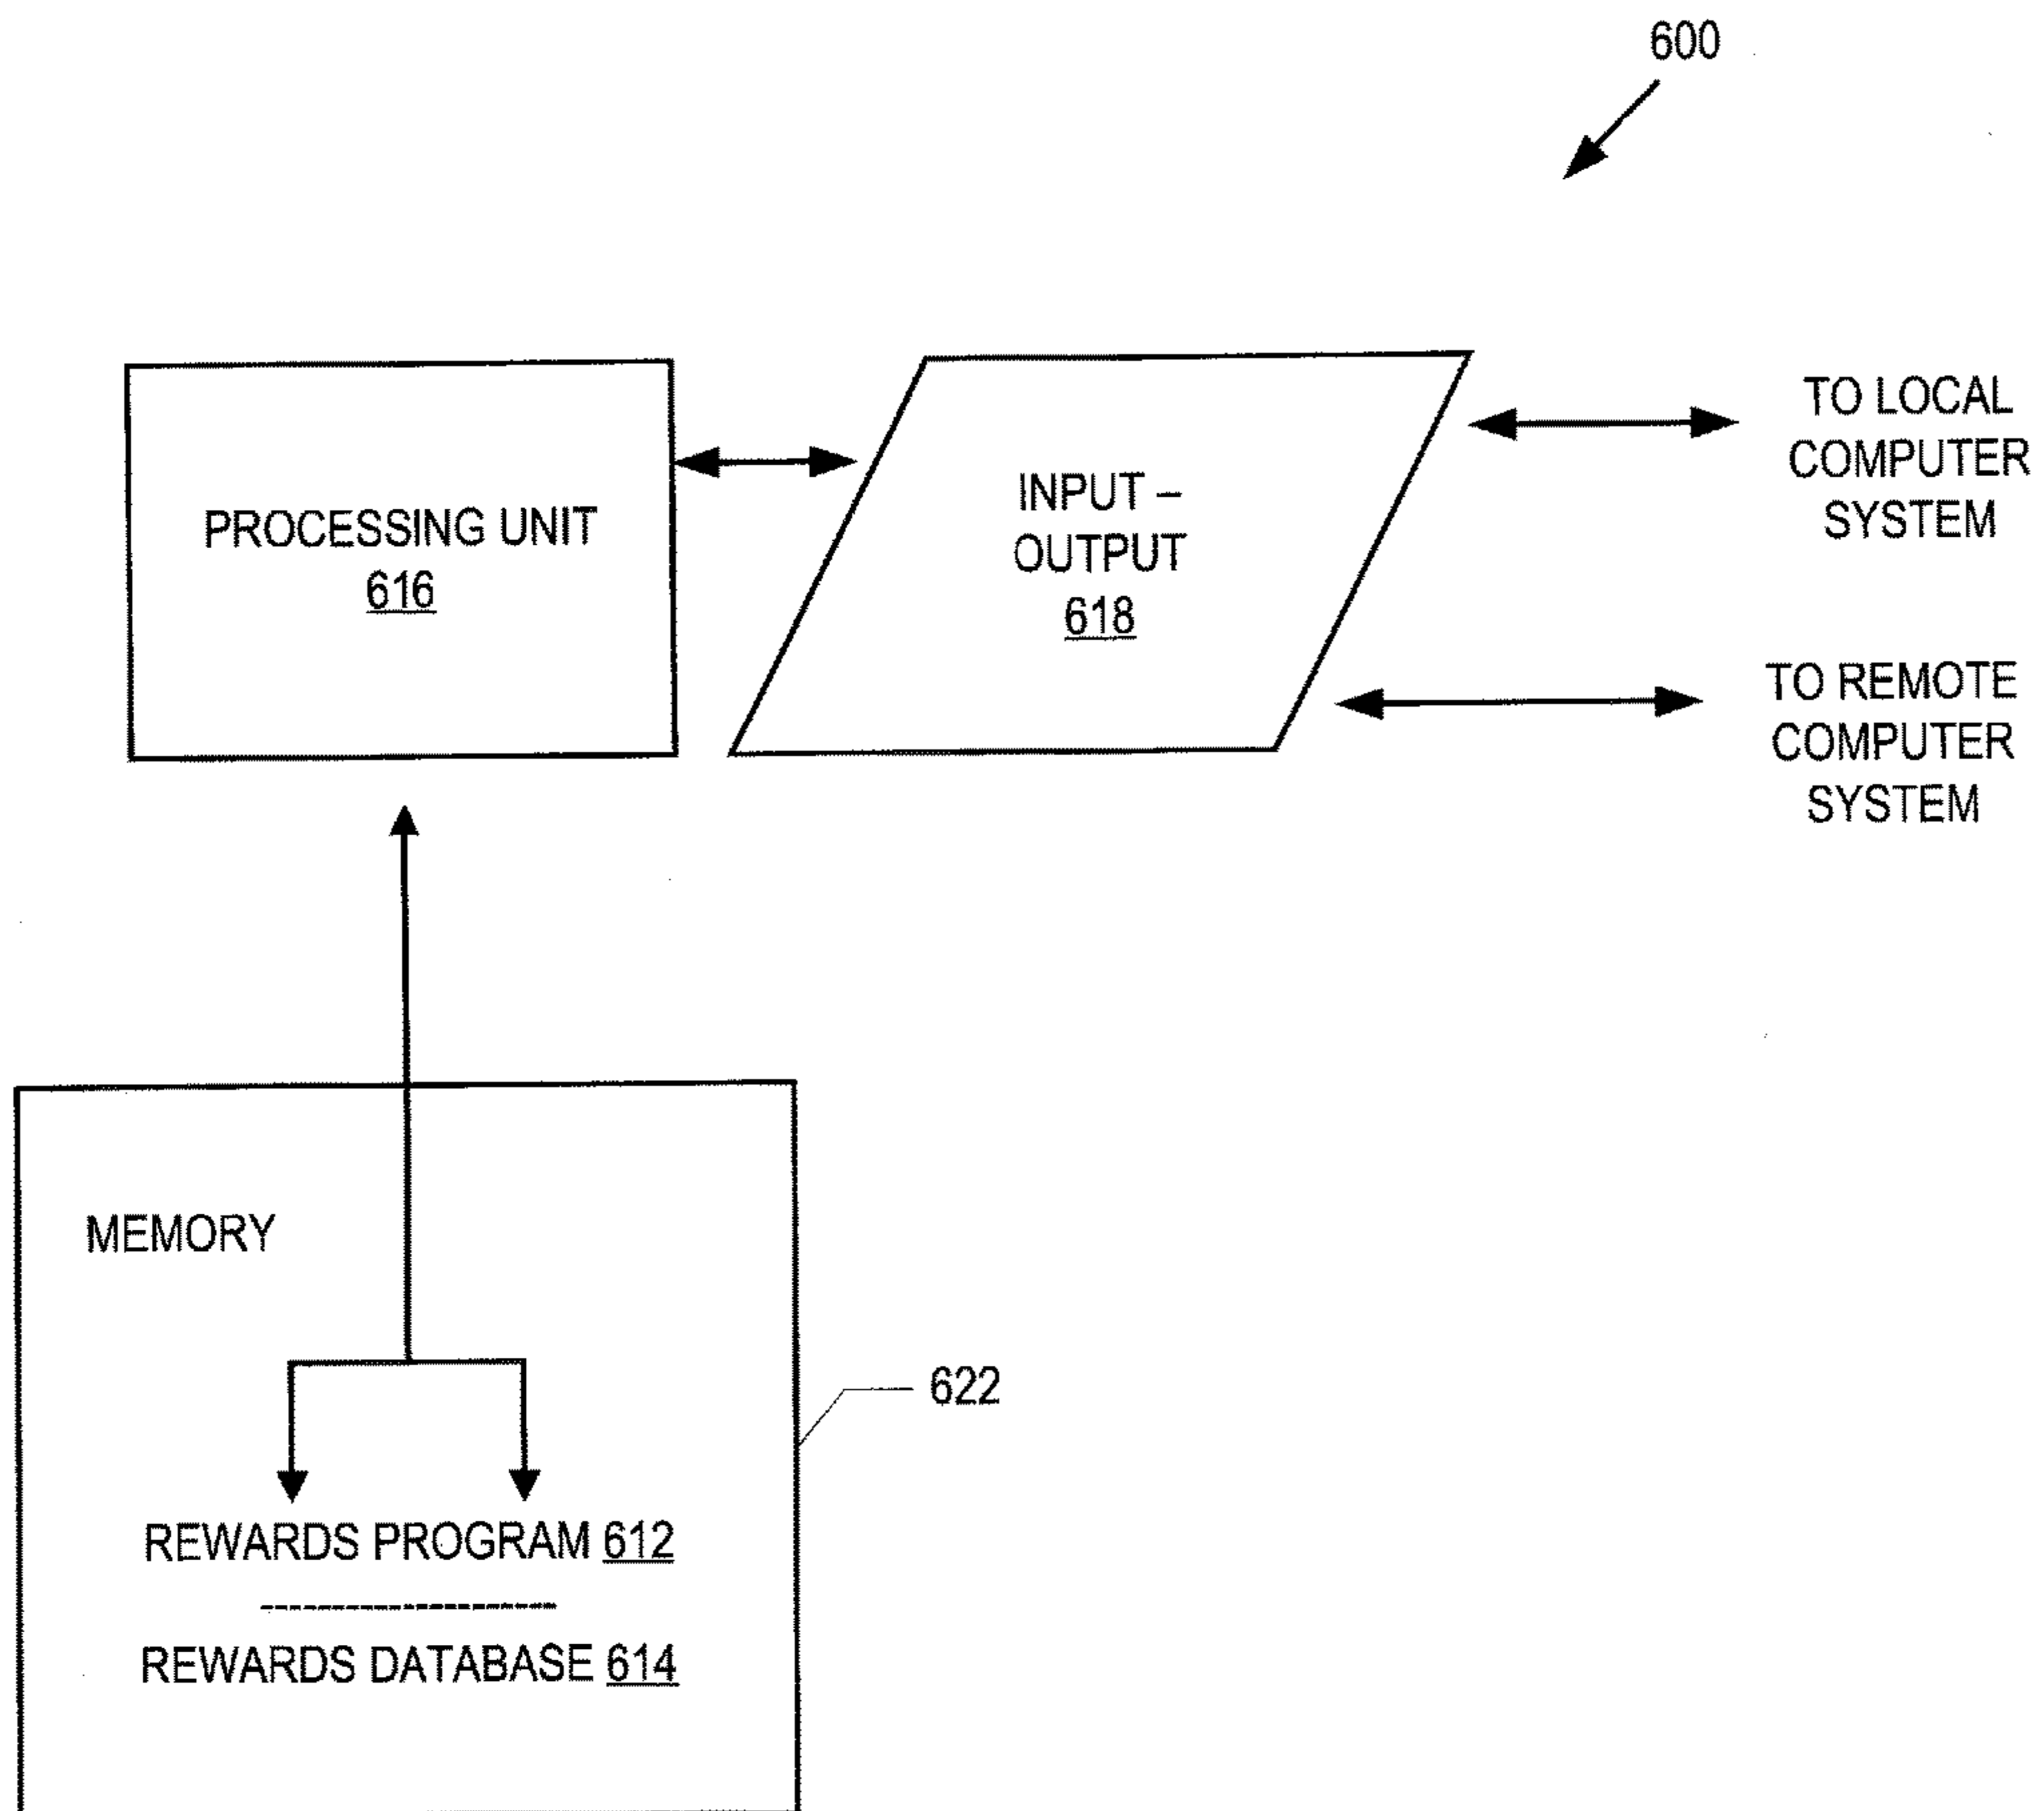 600
PROCESSING UNIT
616
INPUT –
OUTPUT
618
TO LOCAL
COMPUTER
SYSTEM
TO REMOTE
COMPUTER
SYSTEM
MEMORY
622
REWARDS PROGRAM 612
REWARDS DATABASE 614